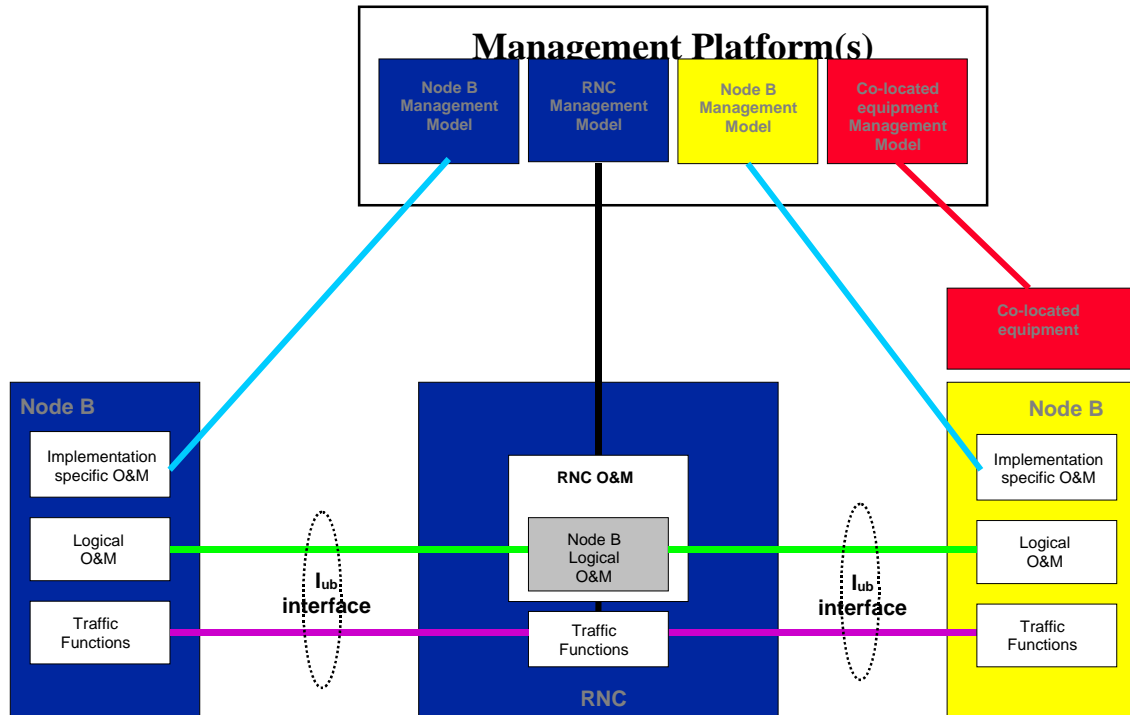 Management Platform(s)
Node B
Management
Model
RNC
Management
Model
Node B
Management
Model
Co-located
equipment
Management
Model
Co-located
equipment
Node B
Implementation
specific O&M
Logical
O&M
Traffic
Functions
Iub
interface
RNC O&M
Node B
Logical
O&M
Traffic
Functions
RNC
Iub
interface
Node B
Implementation
specific O&M
Logical
O&M
Traffic
Functions